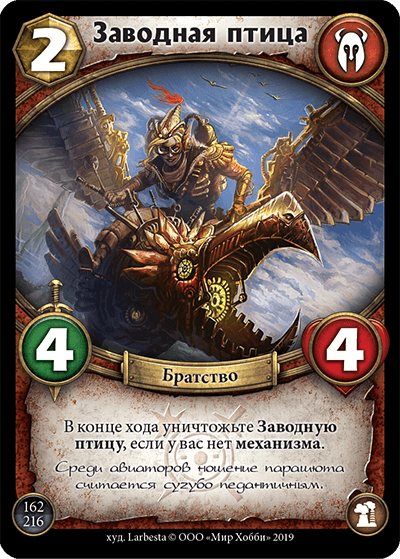 2
Заводная птица
4
4
Братство
В конце хода уничтожьте Заводную
птицу, если у вас нет механизма.
Среди авиаторов ношение парашюта
считается сугубо педантичным.
162
216
худ. Larbesta © ООО «Мир Хобби» 2019